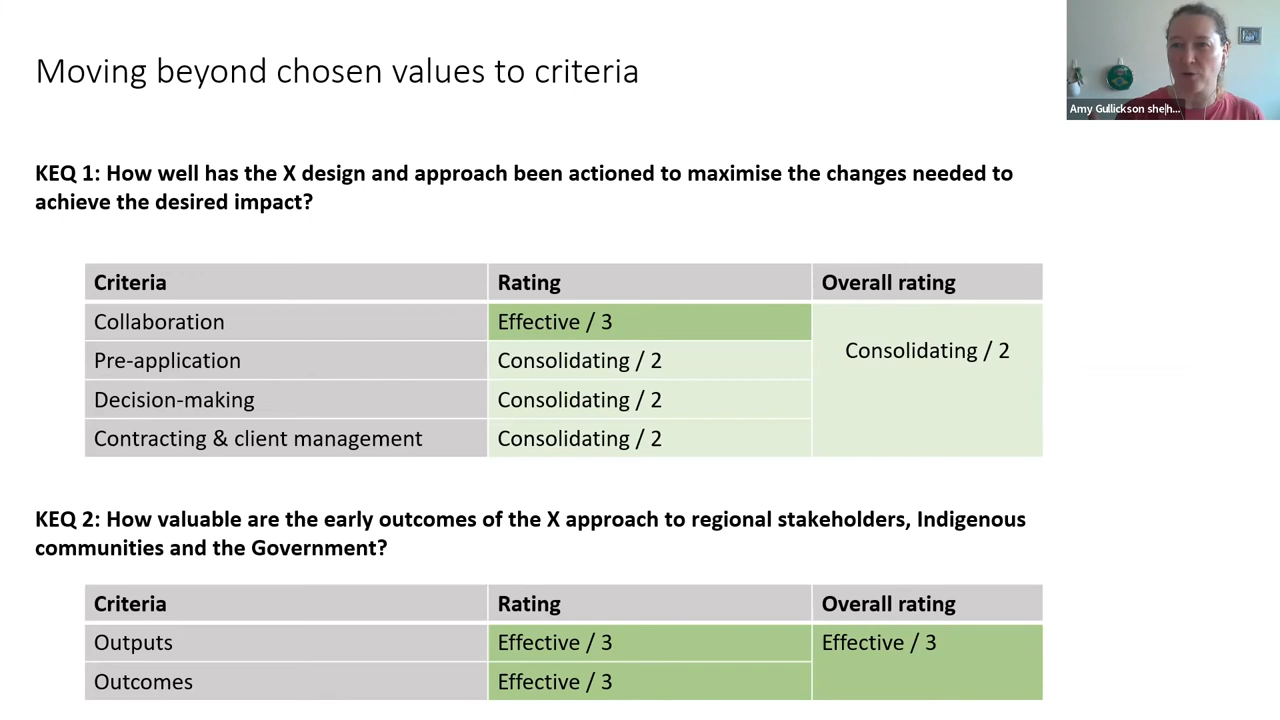 Moving beyond chosen values to criteria
Amy Gullickson she|h...
KEQ 1: How well has the X design and approach been actioned to maximise the changes needed to
achieve the desired impact?
Criteria Rating Overall rating
Collaboration Effective / 3
Consolidating / 2
Pre-application Consolidating / 2
Decision-making Consolidating / 2
Contracting & client management Consolidating / 2
KEQ 2: How valuable are the early outcomes of the X approach to regional stakeholders, Indigenous
communities and the Government?
Criteria Rating Overall rating
Outputs Effective / 3 Effective / 3
Outcomes Effective / 3